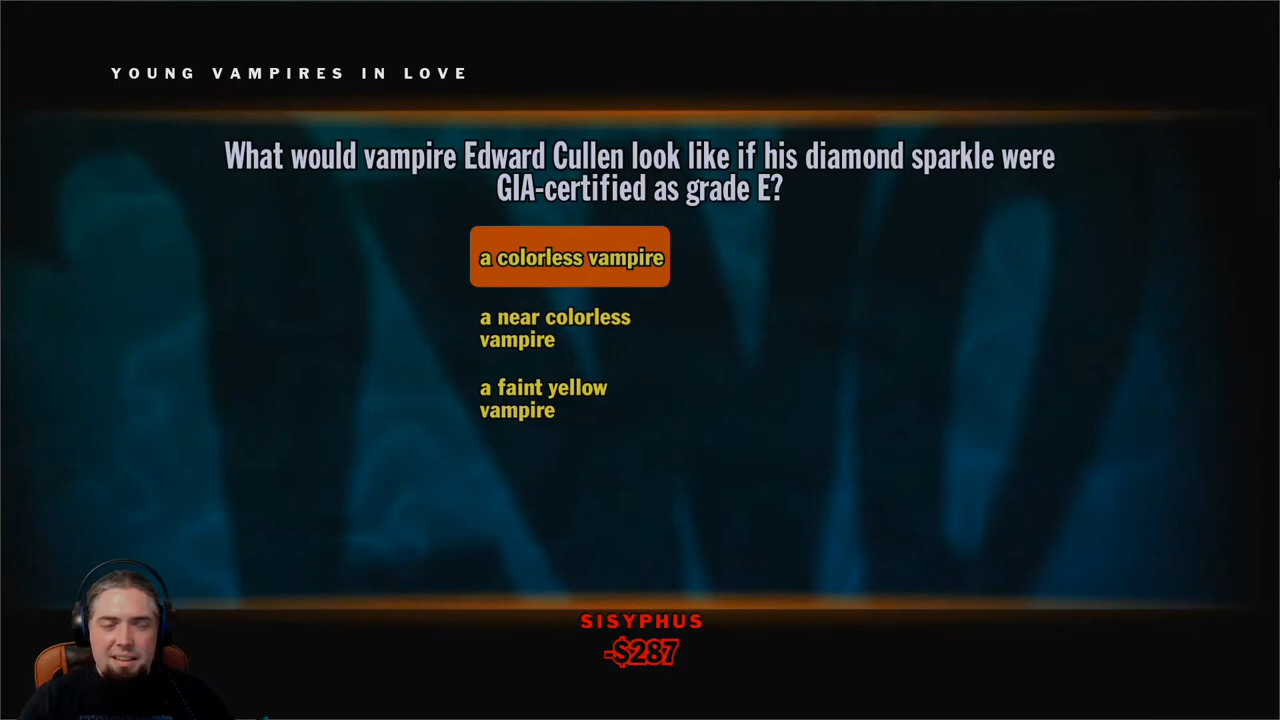 YOUNG VAMPIRES IN LOVE
What would vampire Edward Cullen look like if his diamond sparkle were
GIA-certified as grade E?
a colorless vampire
a near colorless
vampire
a faint yellow
vampire
SISYPHUS
-$287